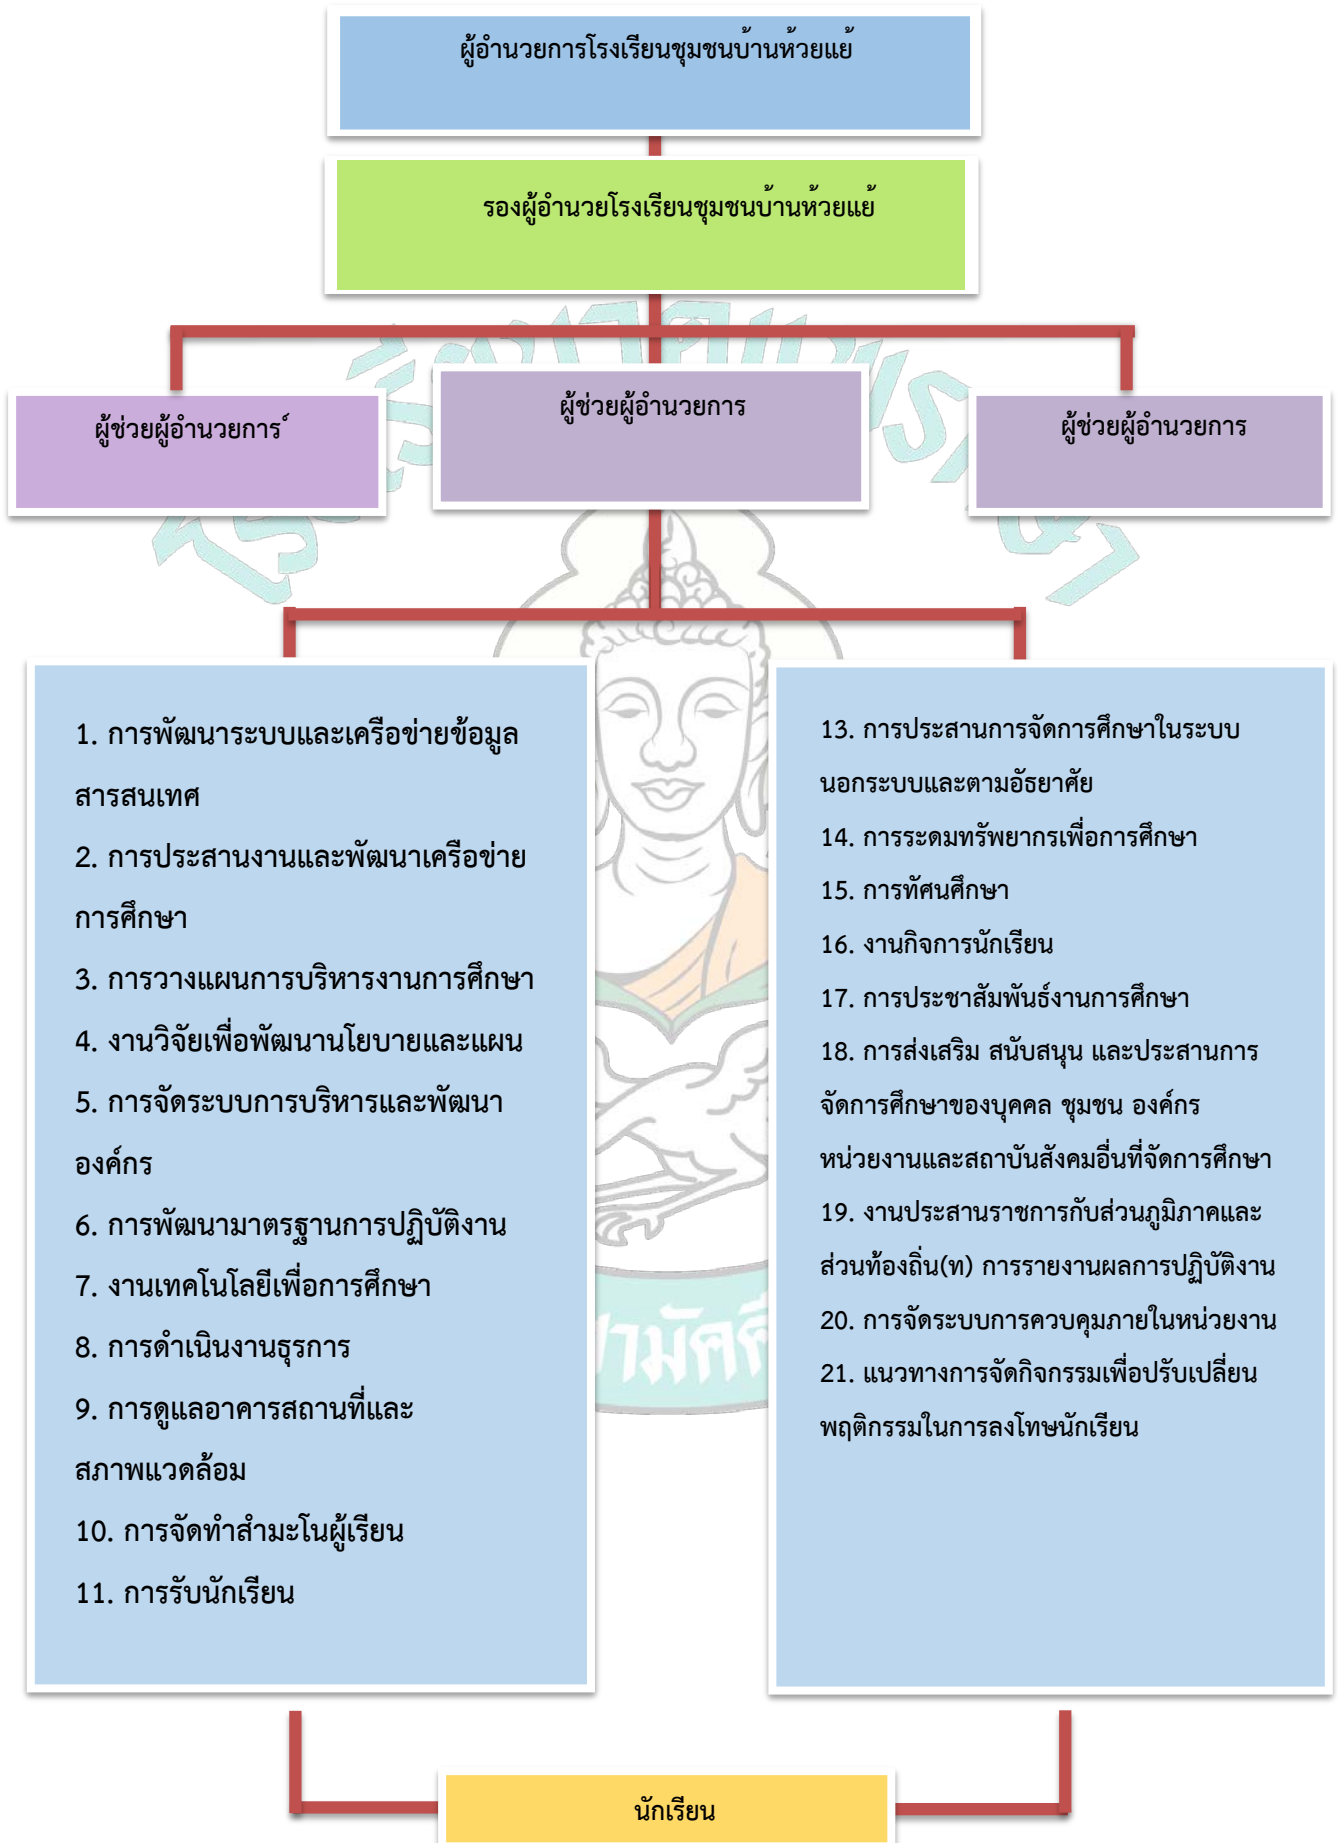 ผู้อำนวยการโรงเรียนชุมชนบ้านห้วยแย้
รองผู้อำนวยโรงเรียนชุมชนบ้านห้วยแย้
ผู้ช่วยผู้อำนวยการ์
ผู้ช่วยผู้อำนวยการ
ผู้ช่วยผู้อำนวยการ
1. การพัฒนาระบบและเครือข่ายข้อมูล
สารสนเทศ
2. การประสานงานและพัฒนาเครือข่าย
การศึกษา
3. การวางแผนการบริหารงานการศึกษา
4. งานวิจัยเพื่อพัฒนานโยบายและแผน
5. การจัดระบบการบริหารและพัฒนา
องค์กร
6. การพัฒนามาตรฐานการปฏิบัติงาน
7. งานเทคโนโลยีเพื่อการศึกษา
8. การดำเนินงานธุรการ
9. การดูแลอาคารสถานที่และ
สภาพแวดล้อม
10. การจัดทำสำมะโนผู้เรียน
11. การรับนักเรียน
13. การประสานการจัดการศึกษาในระบบ
นอกระบบและตามอัธยาศัย
14. การระดมทรัพยากรเพื่อการศึกษา
15. การทัศนศึกษา
16. งานกิจการนักเรียน
17. การประชาสัมพันธ์งานการศึกษา
18. การส่งเสริม สนับสนุน และประสานการ
จัดการศึกษาของบุคคล ชุมชน องค์กร
หน่วยงานและสถาบันสังคมอื่นที่จัดการศึกษา
19. งานประสานราชการกับส่วนภูมิภาคและ
ส่วนท้องถิ่น(ท) การรายงานผลการปฏิบัติงาน
20. การจัดระบบการควบคุมภายในหน่วยงาน
21. แนวทางการจัดกิจกรรมเพื่อปรับเปลี่ยน
พฤติกรรมในการลงโทษนักเรียน
นักเรียน